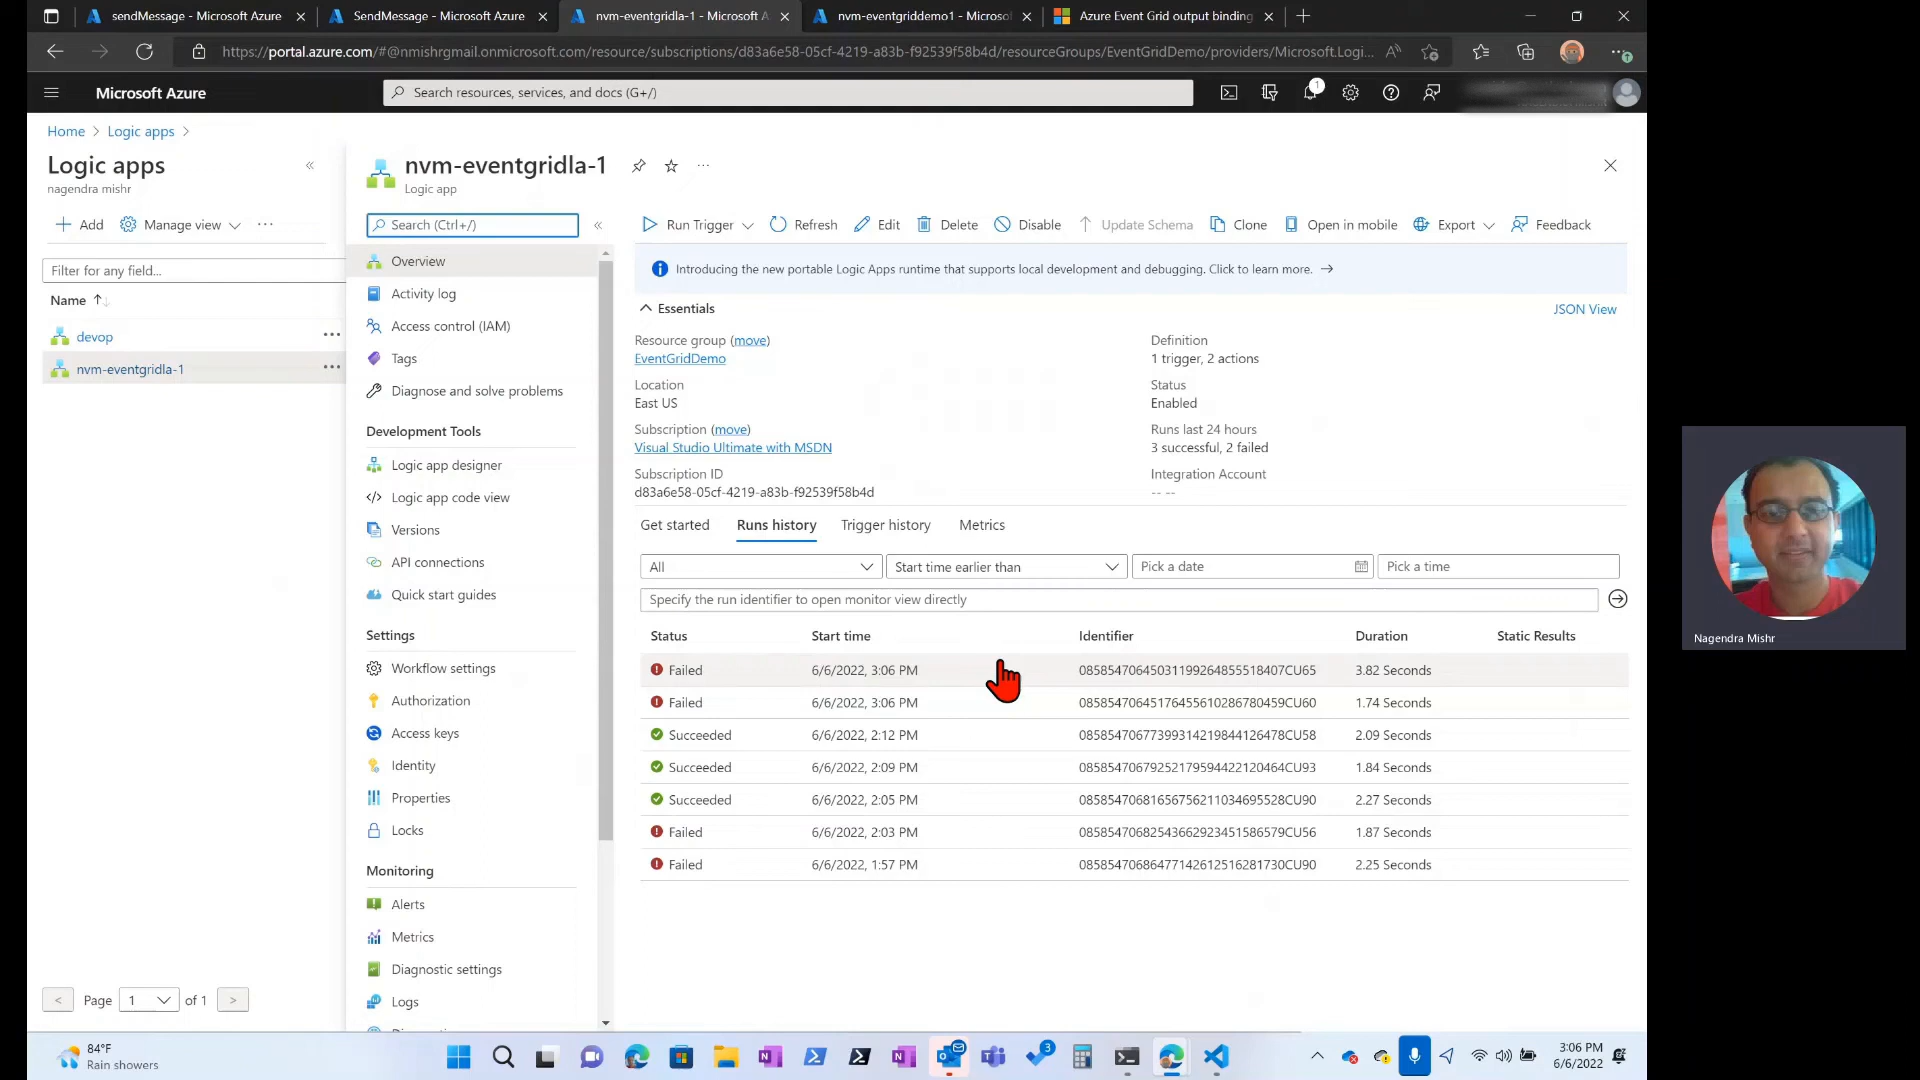 sendMessage - Microsoft Azure
SendMessage - Microsoft Azure
nvm-eventgridla-1 - Microsoft A
nvm-eventgriddemo1 - Microso
Azure Event Grid output binding
https://portal.azure.com/#@nmishrgmail.onmicrosoft.com/resource/subscriptions/d83a6e58-05cf-4219-a83b-f92539f58b4d/resourceGroups/EventGridDemo/providers/Microsoft.Logi...
Microsoft Azure
Search resources, services, and docs (G+/)
1
Home > Logic apps >
Logic apps
nagendra mishr
Add
Manage view
Filter for any field...
Name
devop
nvm-eventgridla-1
Page 1 of 1
nvm-eventgridla-1
Logic app
Search (Ctrl+/)
Overview
Activity log
Access control (IAM)
Tags
Diagnose and solve problems
Development Tools
Logic app designer
Logic app code view
Versions
API connections
Quick start guides
Settings
Workflow settings
Authorization
Access keys
Identity
Properties
Locks
Monitoring
Alerts
Metrics
Diagnostic settings
Logs
Run Trigger
Refresh
Edit
Delete
Disable
Update Schema
Clone
Open in mobile
Export
Feedback
Introducing the new portable Logic Apps runtime that supports local development and debugging. Click to learn more. →
Essentials
JSON View
Resource group (move)
EventGridDemo
Location
East US
Subscription (move)
Visual Studio Ultimate with MSDN
Subscription ID
d83a6e58-05cf-4219-a83b-f92539f58b4d
Definition
1 trigger, 2 actions
Status
Enabled
Runs last 24 hours
3 successful, 2 failed
Integration Account
-- --
Get started
Runs history
Trigger history
Metrics
All
Start time earlier than
Pick a date
Pick a time
Specify the run identifier to open monitor view directly
Status Start time Identifier Duration Static Results
Failed 6/6/2022, 3:06 PM 08585470645031199264855518407CU65 3.82 Seconds
Failed 6/6/2022, 3:06 PM 08585470645176455610286780459CU60 1.74 Seconds
Succeeded 6/6/2022, 2:12 PM 08585470677399314219844126478CU58 2.09 Seconds
Succeeded 6/6/2022, 2:09 PM 08585470679252179594422120464CU93 1.84 Seconds
Succeeded 6/6/2022, 2:05 PM 08585470681656756211034695528CU90 2.27 Seconds
Failed 6/6/2022, 2:03 PM 08585470682543662923451586579CU56 1.87 Seconds
Failed 6/6/2022, 1:57 PM 08585470686477142612516281730CU90 2.25 Seconds
Nagendra Mishr
84°F
Rain showers
3
3:06 PM
6/6/2022